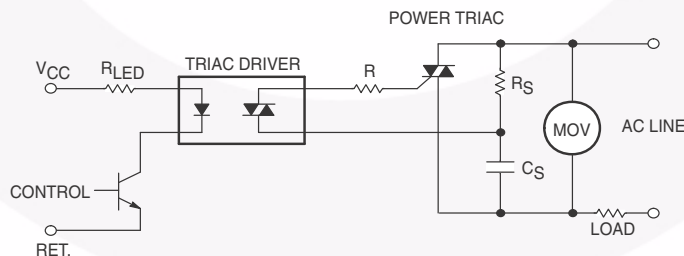 POWER TRIAC
TRIAC DRIVER
VCC
RLED
R
RS
MOV
AC LINE
CS
CONTROL
LOAD
RET.